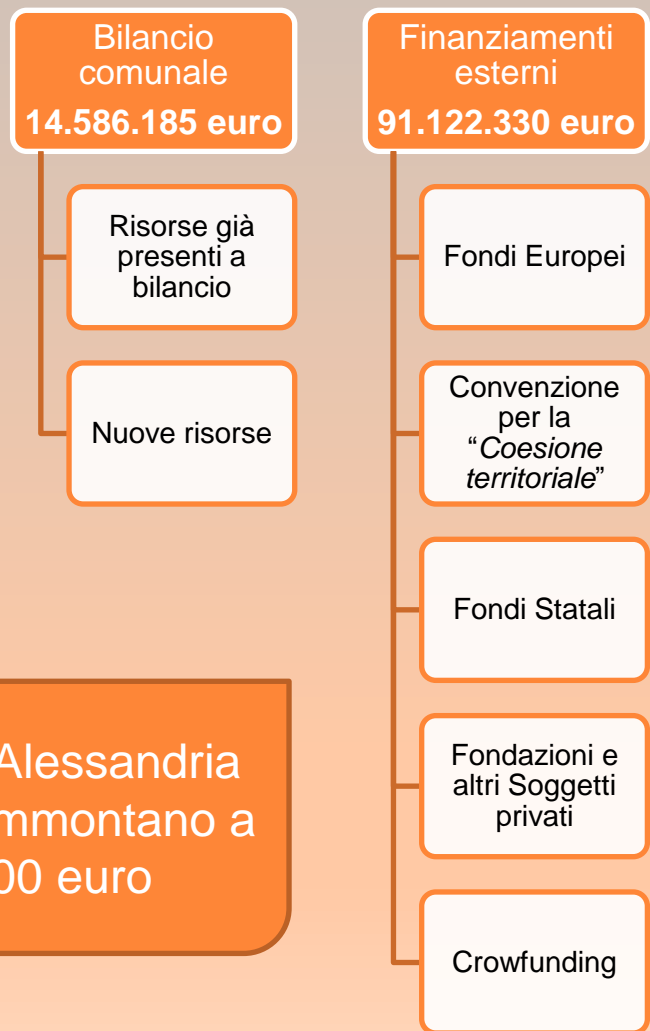 Bilancio
comunale
14.586.185 euro
Risorse già
presenti a
bilancio
Nuove risorse
Finanziamenti
esterni
91.122.330 euro
Fondi Europei
Convenzione
per la
“Coesione
territoriale”
Fondi Statali
Fondazioni e
altri Soggetti
privati
Crowfunding
Alessandria
mmontano a
00 euro